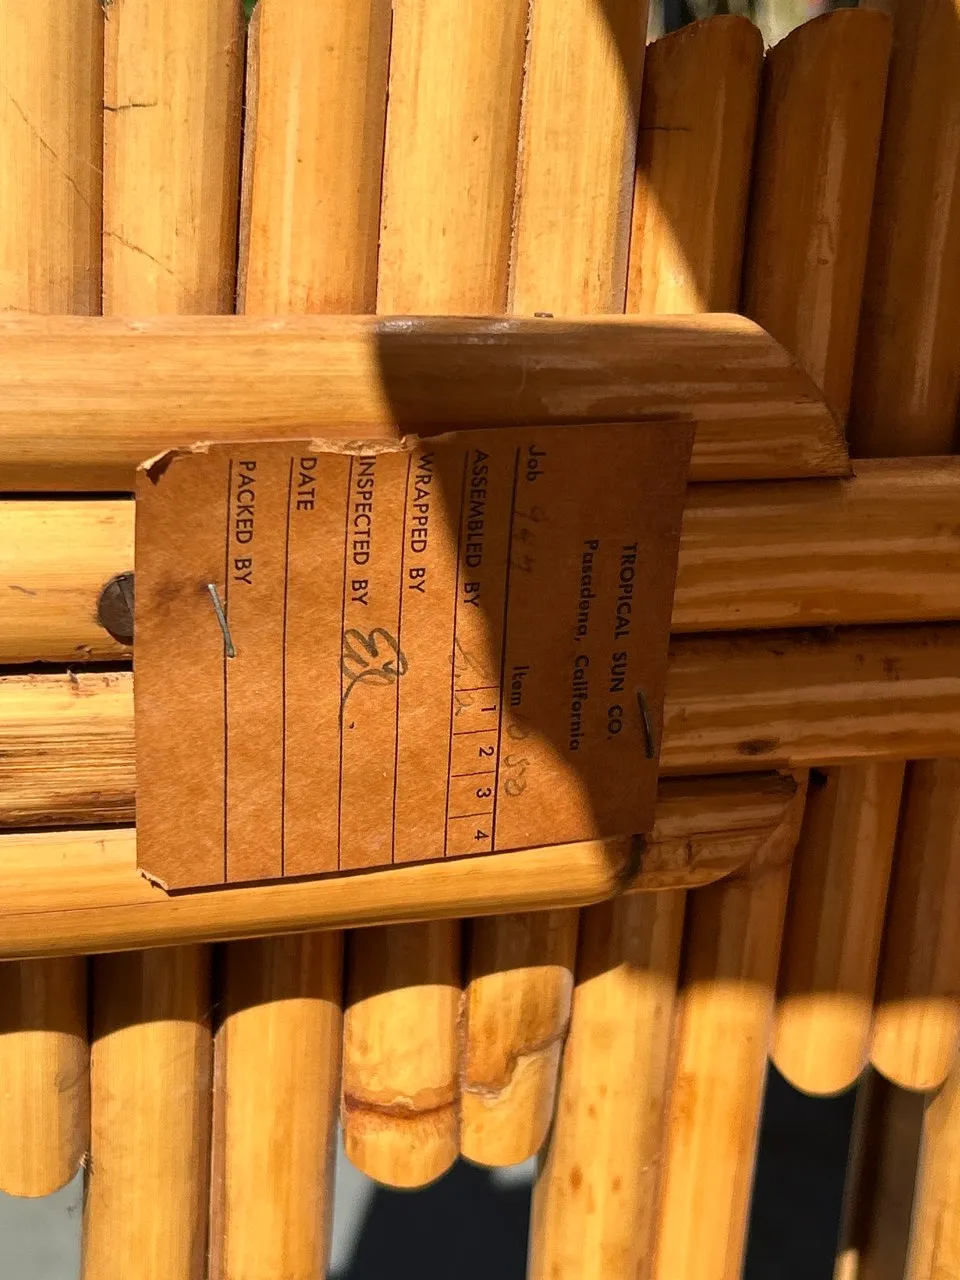 TROPICAL SUN CO.
Pasadena, California
Job Item
ASSEMBLED BY 1 2 3 4
WRAPPED BY
INSPECTED BY
DATE
PACKED BY